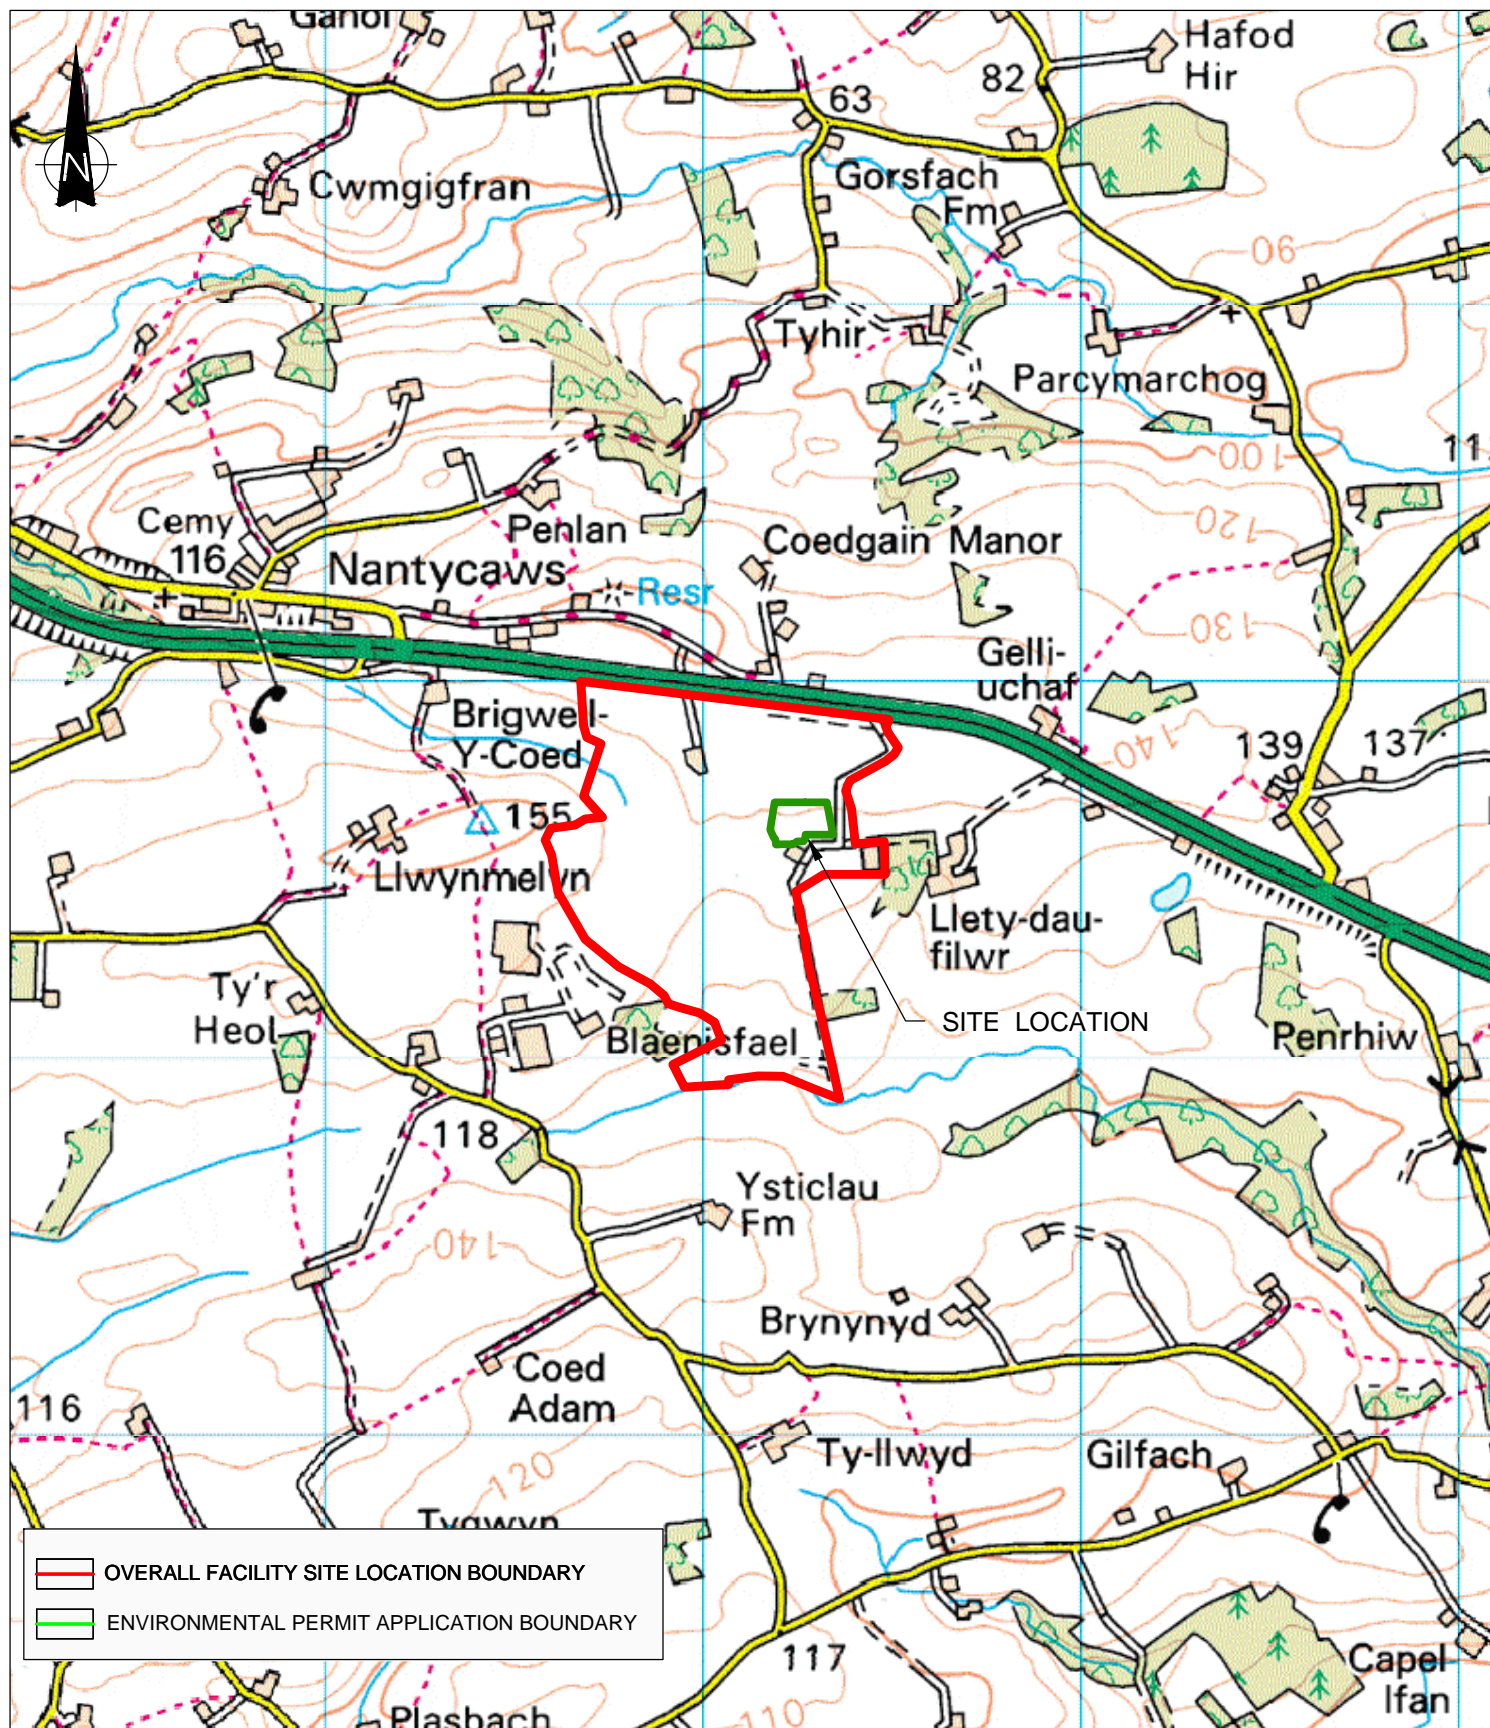 Ganol
Hafod
Hir
82
63
N
Cwmgigfran
Gorsfach
Fm
90
Tyhir
Parcymarchog
100
Cemy
116
Penlan
Coedgain Manor
120
Nantycaws
Resr
130
Gelli-
uchaf
Brigwell-
Y-Coed
140
139
137
155
Llwynmelyn
Llety-dau-
filwr
Ty'r
Heol
SITE LOCATION
Blaenisfael
Penrhiw
118
Ysticlau
Fm
140
Brynynyd
Coed
Adam
116
Ty-llwyd
Gilfach
120
Tygwyn
OVERALL FACILITY SITE LOCATION BOUNDARY
ENVIRONMENTAL PERMIT APPLICATION BOUNDARY
117
Capel
Ifan
Plasbach
110